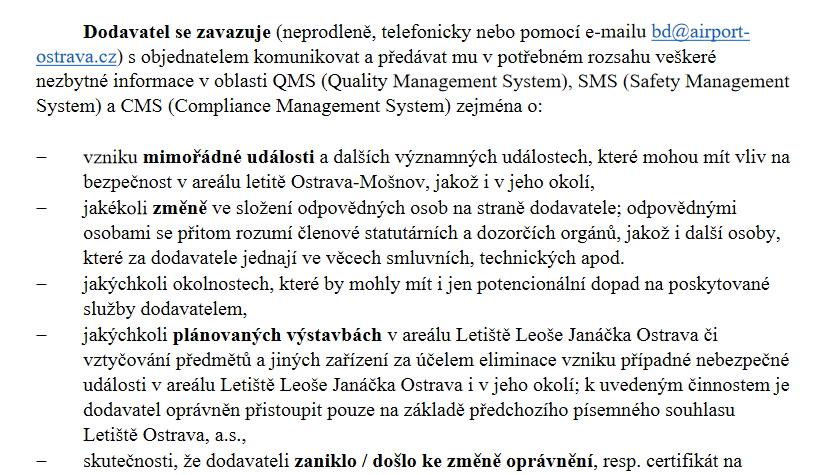 Dodavatel se zavazuje (neprodleně, telefonicky nebo pomocí e-mailu bd@airport-
ostrava.cz) s objednatelem komunikovat a předávat mu v potřebném rozsahu veškeré
nezbytné informace v oblasti QMS (Quality Management System), SMS (Safety Management
System) a CMS (Compliance Management System) zejména o:
– vzniku mimořádné události a dalších významných událostech, které mohou mít vliv na
bezpečnost v areálu letitě Ostrava-Mošnov, jakož i v jeho okolí,
– jakékoli změně ve složení odpovědných osob na straně dodavatele; odpovědnými
osobami se přitom rozumí členové statutárních a dozorčích orgánů, jakož i další osoby,
které za dodavatele jednají ve věcech smluvních, technických apod.
– jakýchkoli okolnostech, které by mohly mít i jen potencionální dopad na poskytované
služby dodavatelem,
– jakýchkoli plánovaných výstavbách v areálu Letiště Leoše Janáčka Ostrava či
vztyčování předmětů a jiných zařízení za účelem eliminace vzniku případné nebezpečné
události v areálu Letiště Leoše Janáčka Ostrava i v jeho okolí; k uvedeným činnostem je
dodavatel oprávněn přistoupit pouze na základě předchozího písemného souhlasu
Letiště Ostrava, a.s.,
– skutečnosti, že dodavateli zaniklo / došlo ke změně oprávnění, resp. certifikát na